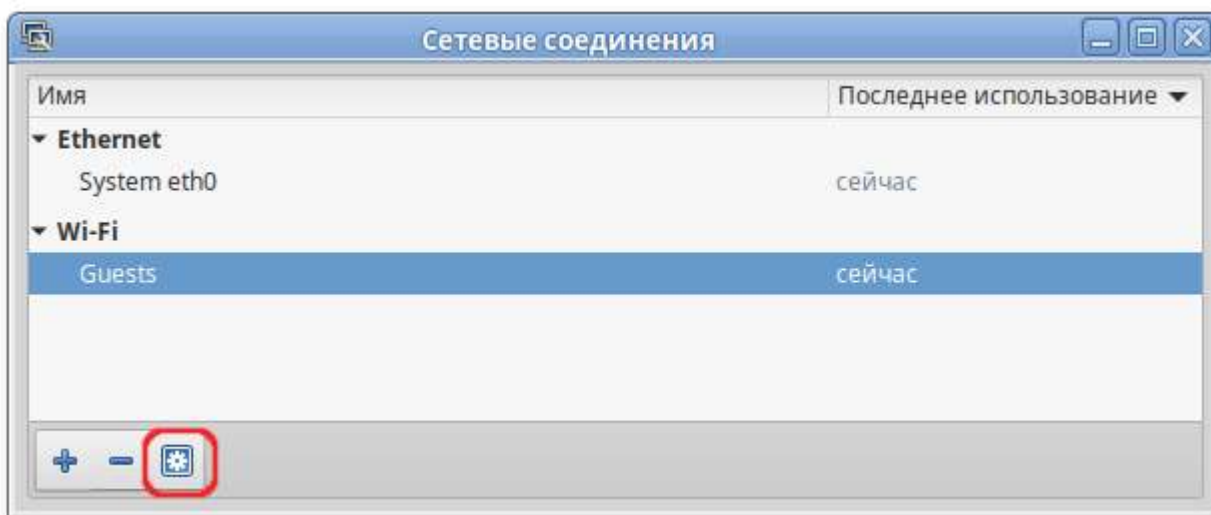 Сетевые соединения
Имя Последнее использование
Ethernet
System eth0 сейчас
Wi-Fi
Guests сейчас